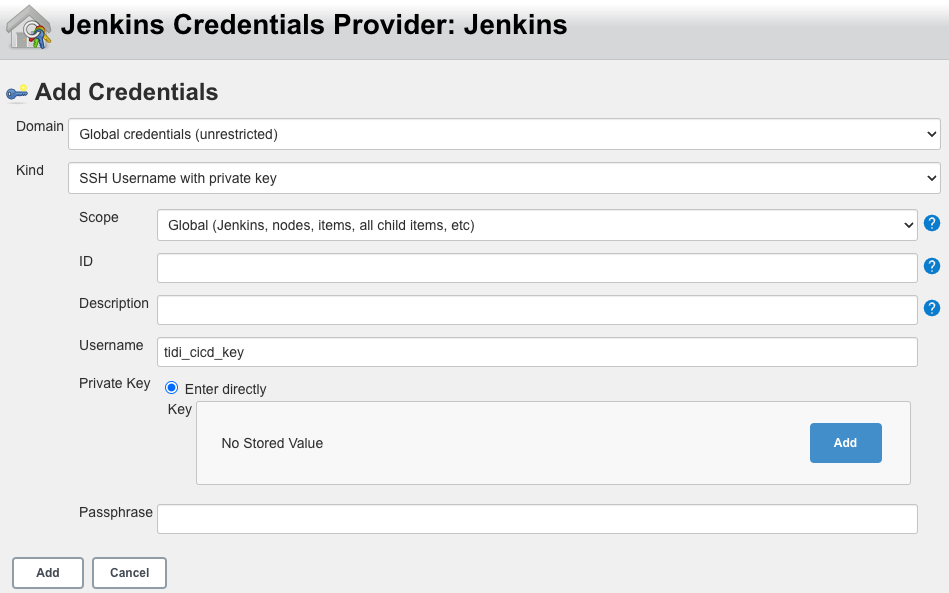 Jenkins Credentials Provider: Jenkins
Add Credentials
Domain
Global credentials (unrestricted)
Kind
SSH Username with private key
Scope
Global (Jenkins, nodes, items, all child items, etc)
?
ID
?
Description
?
Username
tidi_cicd_key
Private Key
Enter directly
Key
No Stored Value
Add
Passphrase
Add
Cancel